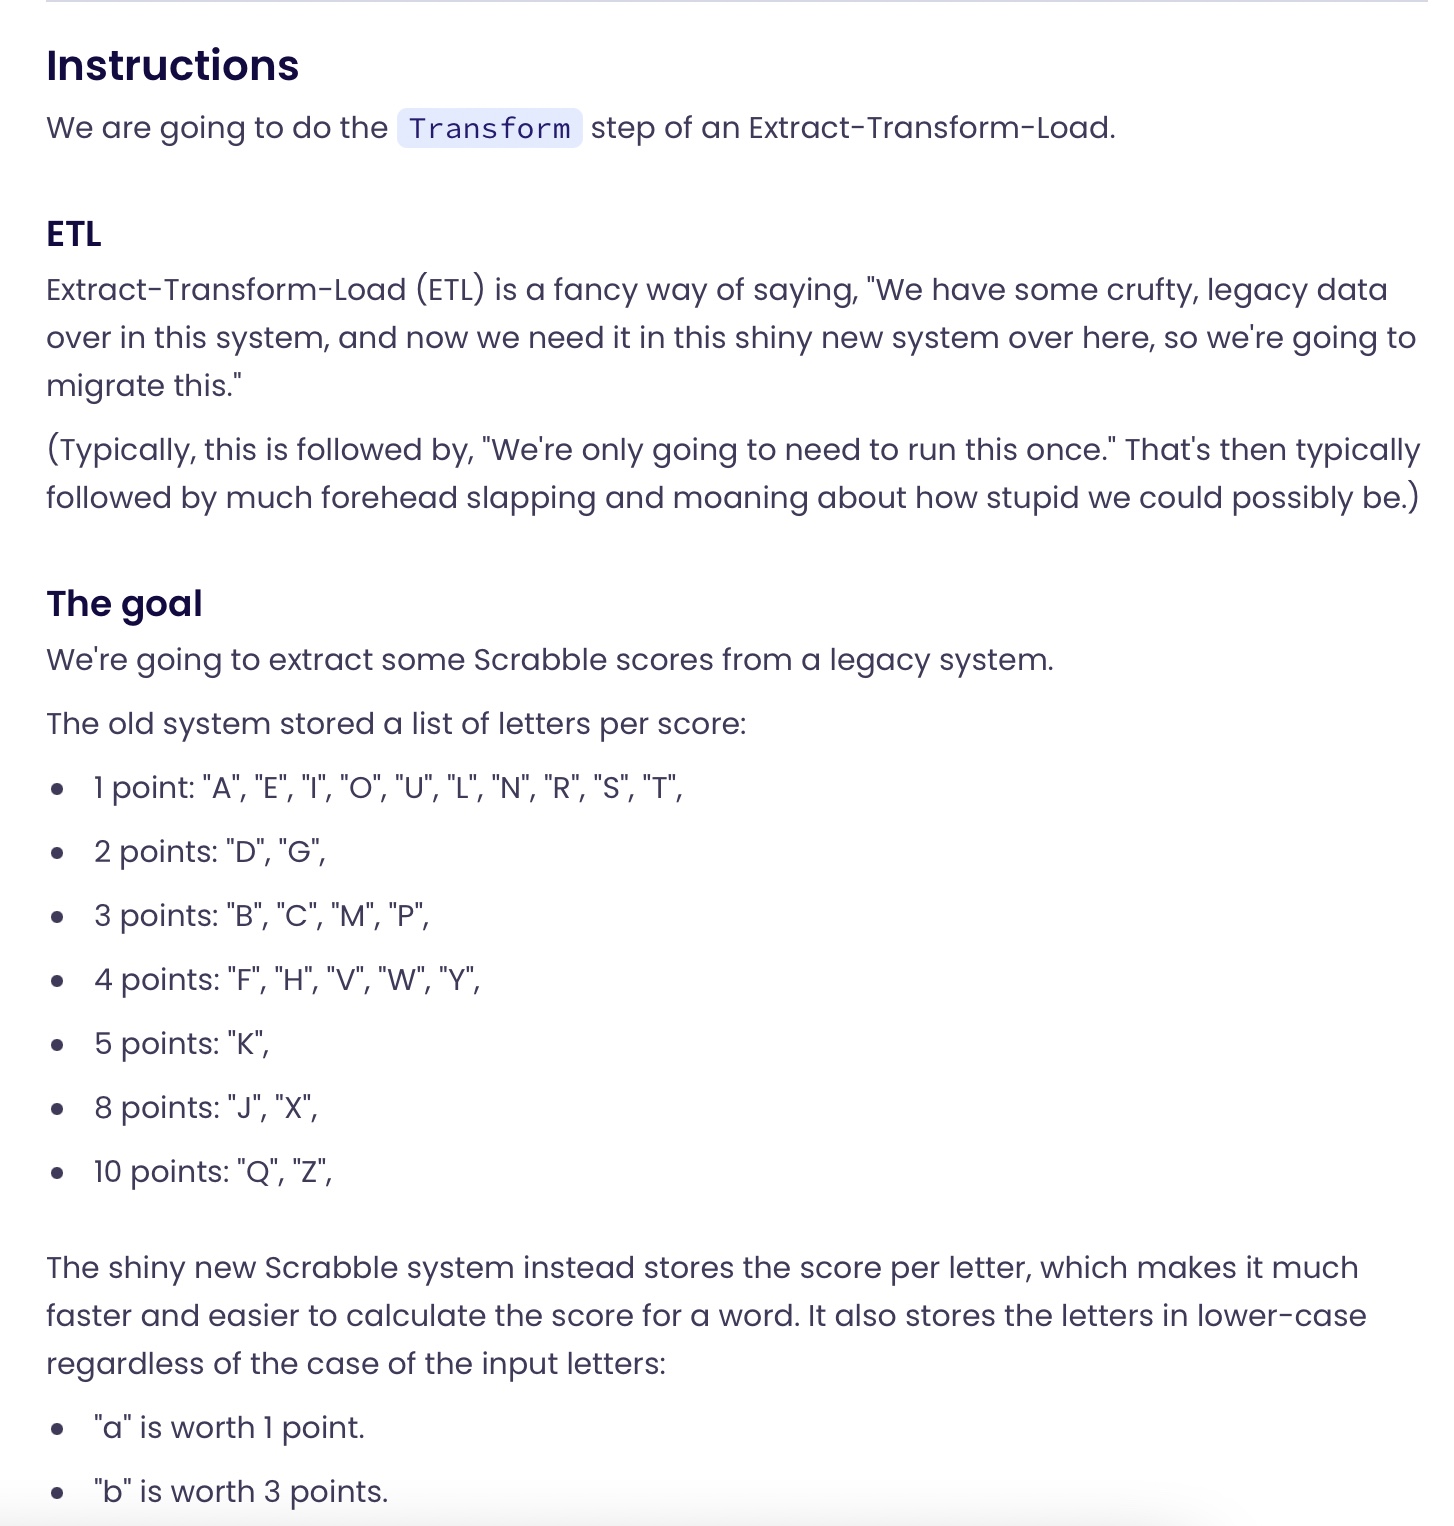 Instructions
We are going to do the Transform step of an Extract-Transform-Load.
ETL
Extract-Transform-Load (ETL) is a fancy way of saying, "We have some crufty, legacy data
over in this system, and now we need it in this shiny new system over here, so we're going to
migrate this."
(Typically, this is followed by, "We're only going to need to run this once." That's then typically
followed by much forehead slapping and moaning about how stupid we could possibly be.)
The goal
We're going to extract some Scrabble scores from a legacy system.
The old system stored a list of letters per score:
• 1 point: "A", "E", "I", "O", "U", "L", "N", "R", "S", "T",
• 2 points: "D", "G",
• 3 points: "B", "C", "M", "P",
• 4 points: "F", "H", "V", "W", "Y",
• 5 points: "K",
• 8 points: "J", "X",
• 10 points: "Q", "Z",
The shiny new Scrabble system instead stores the score per letter, which makes it much
faster and easier to calculate the score for a word. It also stores the letters in lower-case
regardless of the case of the input letters:
• "a" is worth 1 point.
• "b" is worth 3 points.